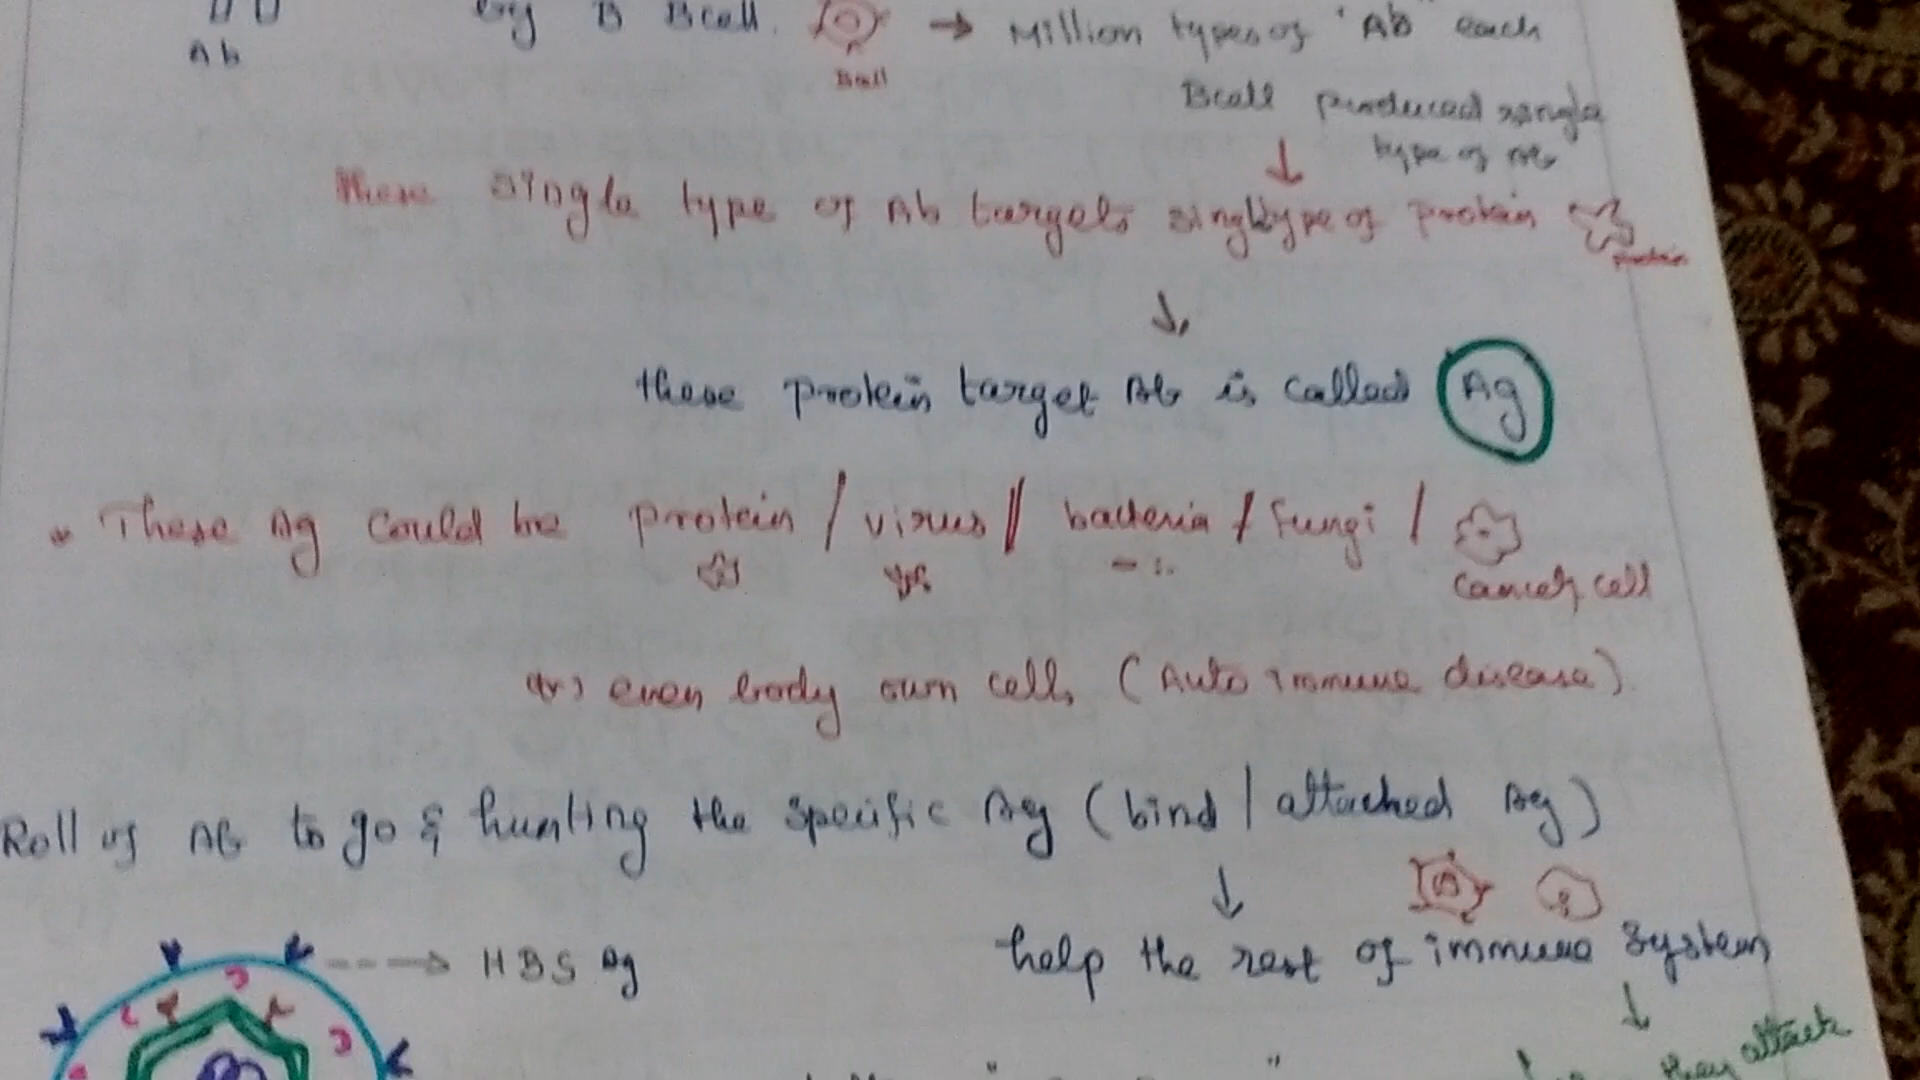 by B Bcell. → Million types of 'Ab' each
Ab
Bcell
Bcell produced single
type of Ab
↓
these single type of Ab targets single type of protein
protein
↓
these protein target Ab is called Ag
* These Ag could be protein / virus // bacteria / Fungi /
cancer cell
(or) even body own cell, (Auto immune disease)
Roll of Ab to go & hunting the specific Ag (bind / attached Ag)
↓
HBS Ag
help the rest of immune system
↓
they attack